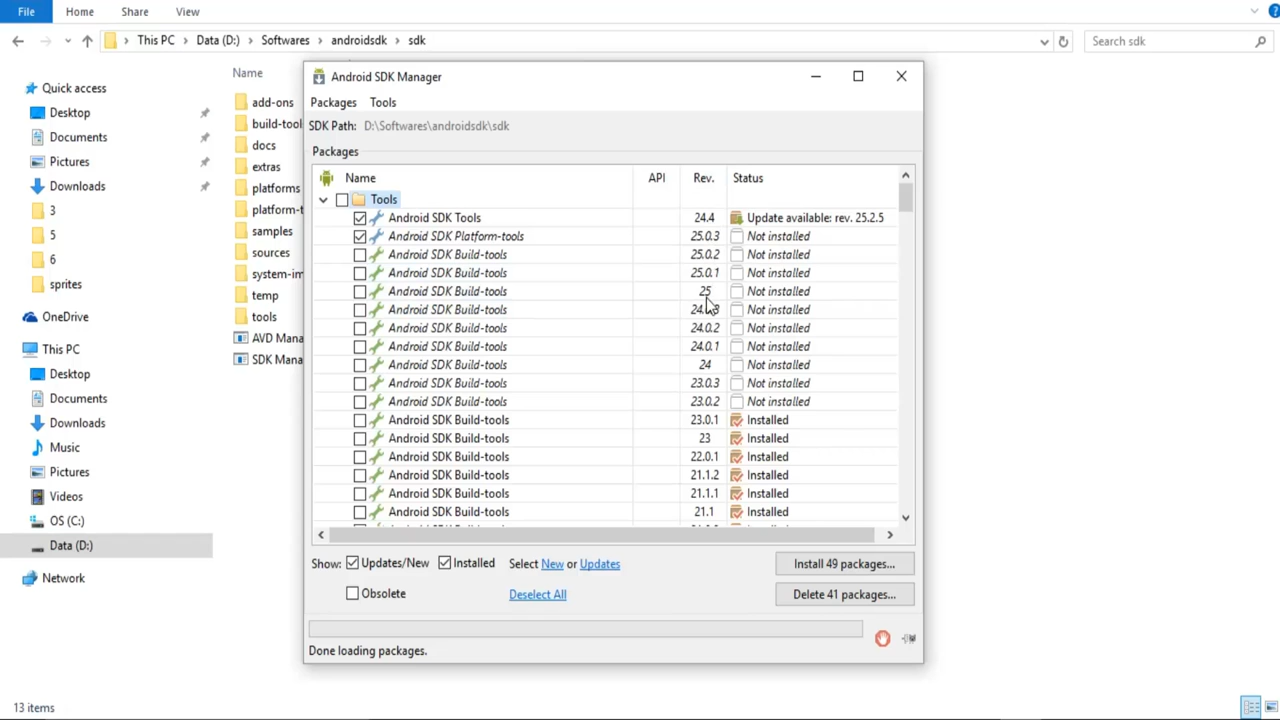 File Home Share View
This PC Data (D:) Softwares androidsdk sdk Search sdk
Quick access
Desktop
Documents
Pictures
Downloads
3
5
6
sprites
OneDrive
This PC
Desktop
Documents
Downloads
Music
Pictures
Videos
OS (C:)
Data (D:)
Network
13 items
Name
add-ons
build-tool
docs
extras
platforms
platform-t
samples
sources
system-im
temp
tools
AVD Mana
SDK Mana
Android SDK Manager
Packages Tools
SDK Path: D:\Softwares\androidsdk\sdk
Packages
Name API Rev. Status
Tools
Android SDK Tools 24.4 Update available: rev. 25.2.5
Android SDK Platform-tools 25.0.3 Not installed
Android SDK Build-tools 25.0.2 Not installed
Android SDK Build-tools 25.0.1 Not installed
Android SDK Build-tools 25 Not installed
Android SDK Build-tools Not installed
Android SDK Build-tools 24.0.2 Not installed
Android SDK Build-tools 24.0.1 Not installed
Android SDK Build-tools 24 Not installed
Android SDK Build-tools 23.0.3 Not installed
Android SDK Build-tools 23.0.2 Not installed
Android SDK Build-tools 23.0.1 Installed
Android SDK Build-tools 23 Installed
Android SDK Build-tools 22.0.1 Installed
Android SDK Build-tools 21.1.2 Installed
Android SDK Build-tools 21.1.1 Installed
Android SDK Build-tools 21.1 Installed
Show: Updates/New Installed Select New or Updates Install 49 packages...
Obsolete Deselect All Delete 41 packages...
Done loading packages.